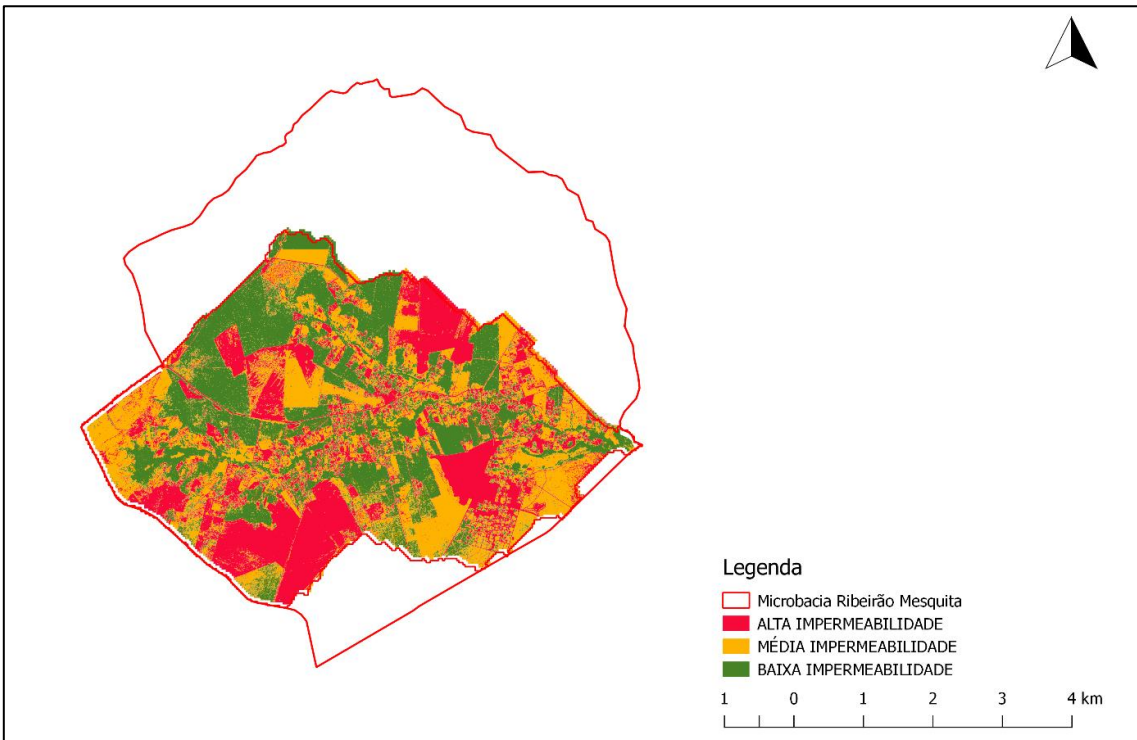 Legenda
Microbacia Ribeirão Mesquita
ALTA IMPERMEABILIDADE
MÉDIA IMPERMEABILIDADE
BAIXA IMPERMEABILIDADE
1 0 1 2 3 4 km